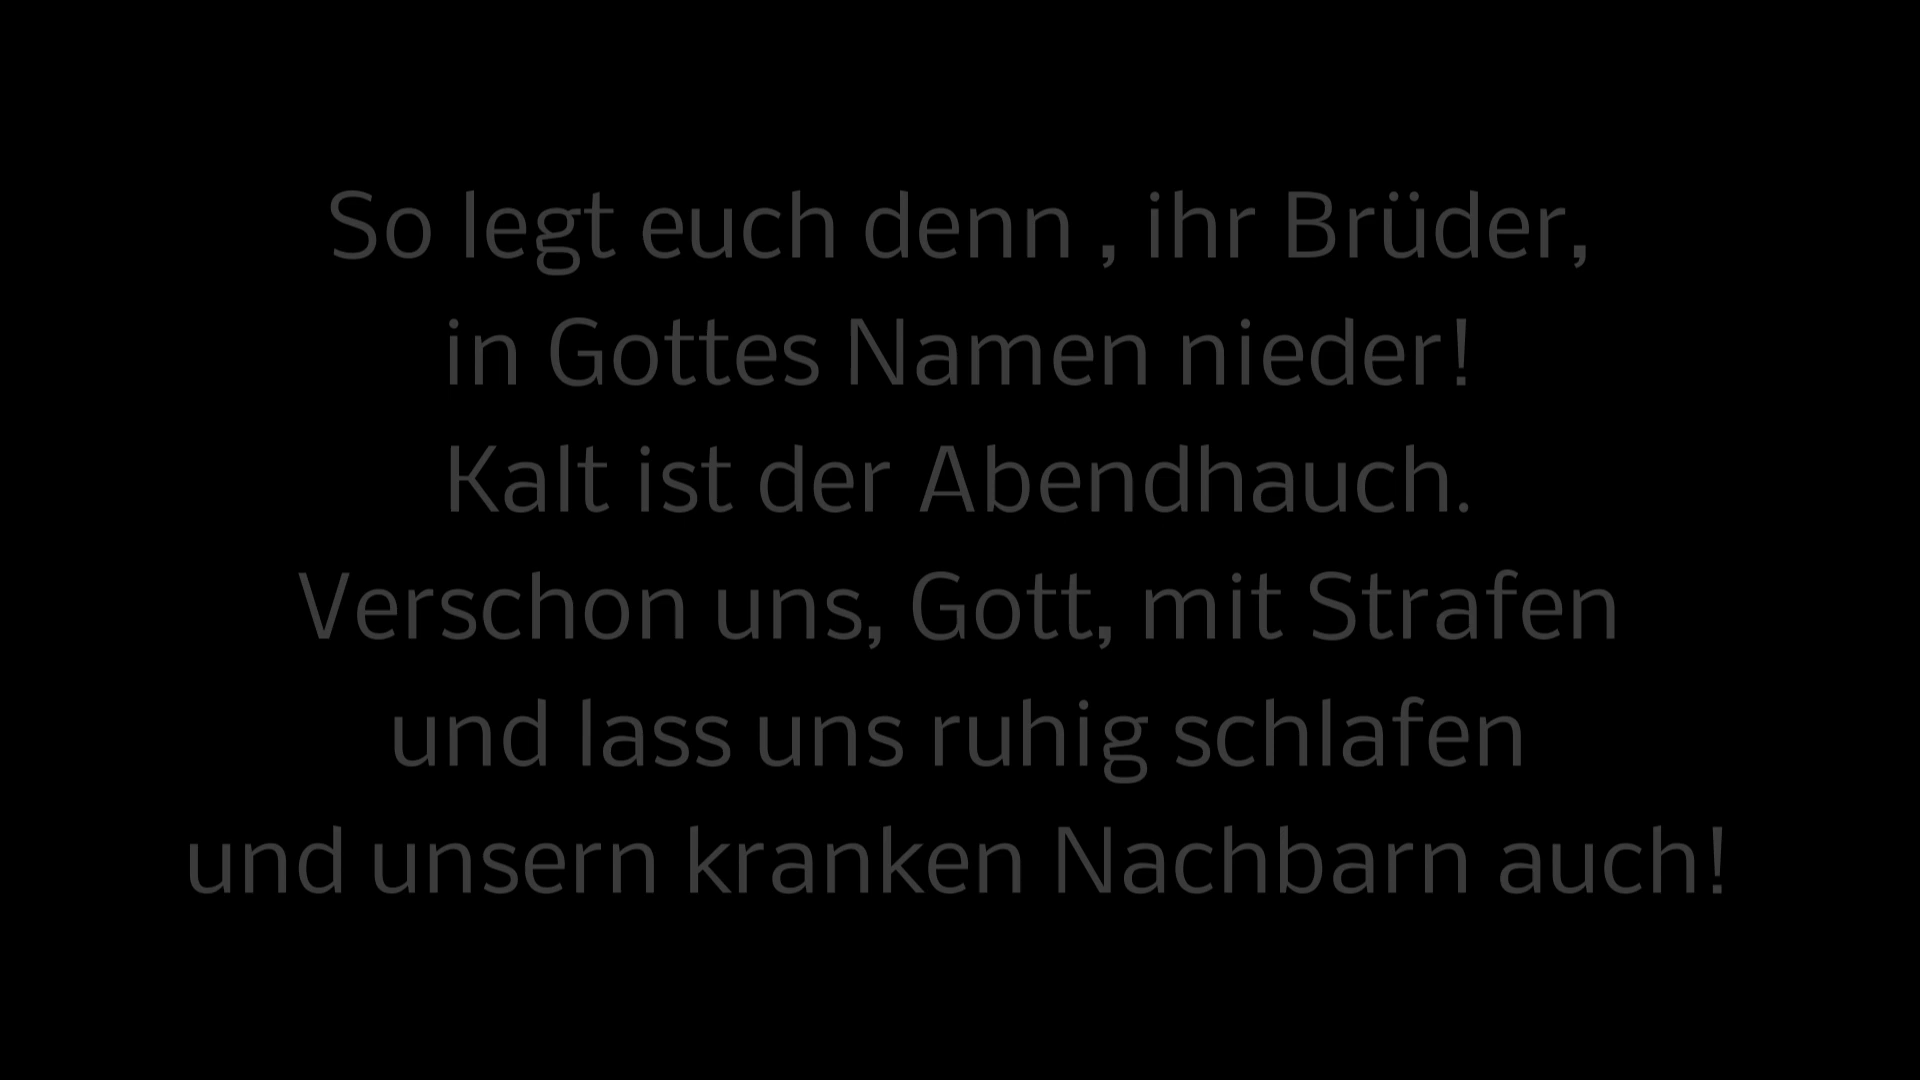 So legt euch denn , ihr Brüder,
in Gottes Namen nieder!
Kalt ist der Abendhauch.
Verschon uns, Gott, mit Strafen
und lass uns ruhig schlafen
und unsern kranken Nachbarn auch!